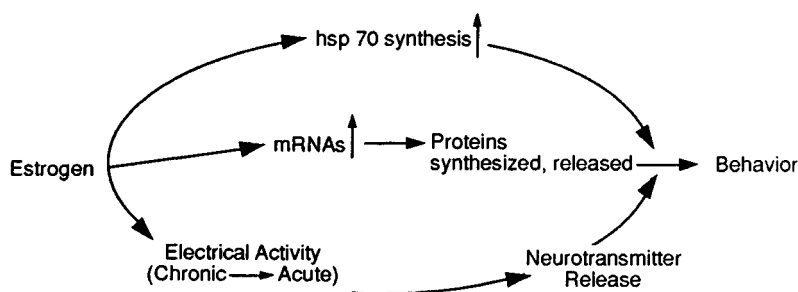 hsp 70 synthesis
mRNAs
Proteins
synthesized, released
Estrogen
Behavior
Electrical Activity
(Chronic → Acute)
Neurotransmitter
Release